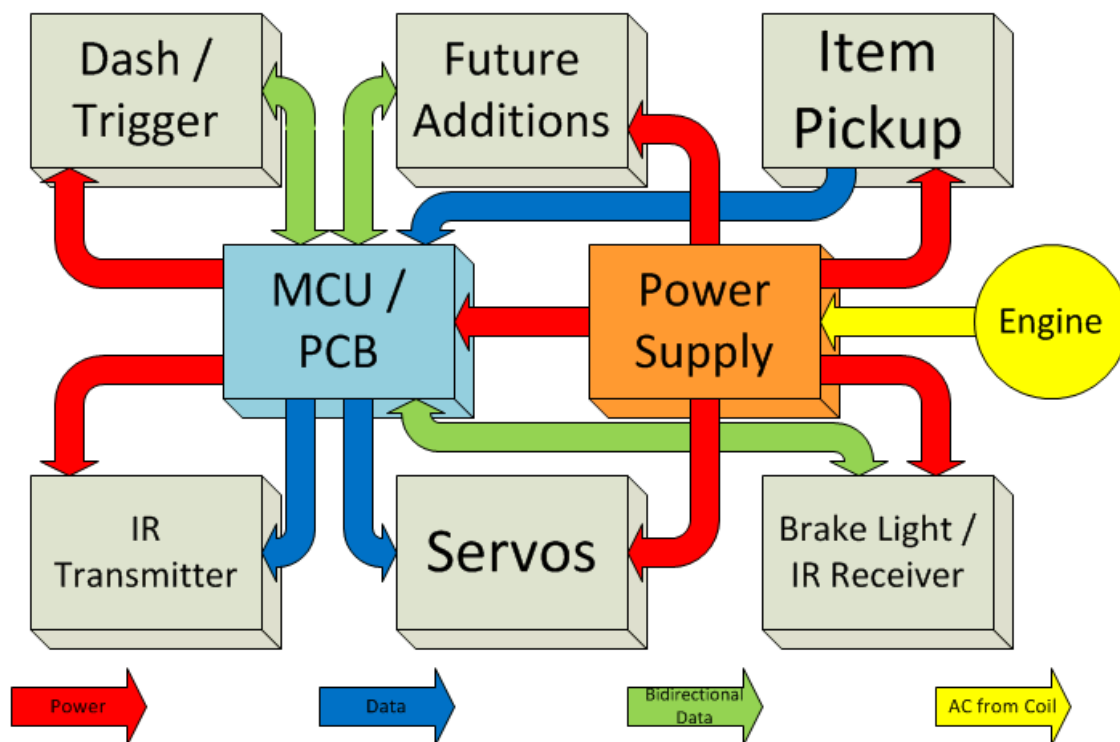 Dash /
Trigger
Future
Additions
Item
Pickup
MCU /
PCB
Power
Supply
Engine
IR
Transmitter
Servos
Brake Light /
IR Receiver
Power
Data
Bidirectional
Data
AC from Coil